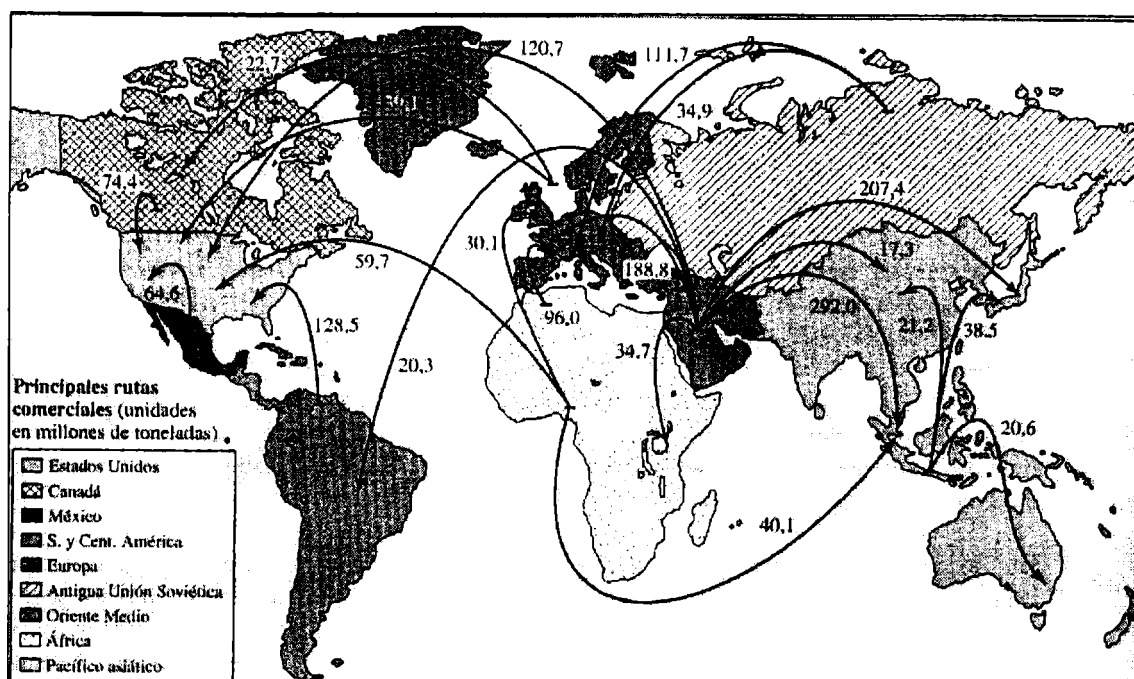 120,7
111,7
22,7
34,9
74,4
207,4
30,1
59,7
17,3
188,8
64,6
292,0
21,2
38,5
96,0
128,5
34,7
20,3
20,6
40,1
Principales rutas
comerciales (unidades
en millones de toneladas)
Estados Unidos
Canadá
México
S. y Cent. América
Europa
Antigua Unión Soviética
Oriente Medio
África
Pacífico asiático